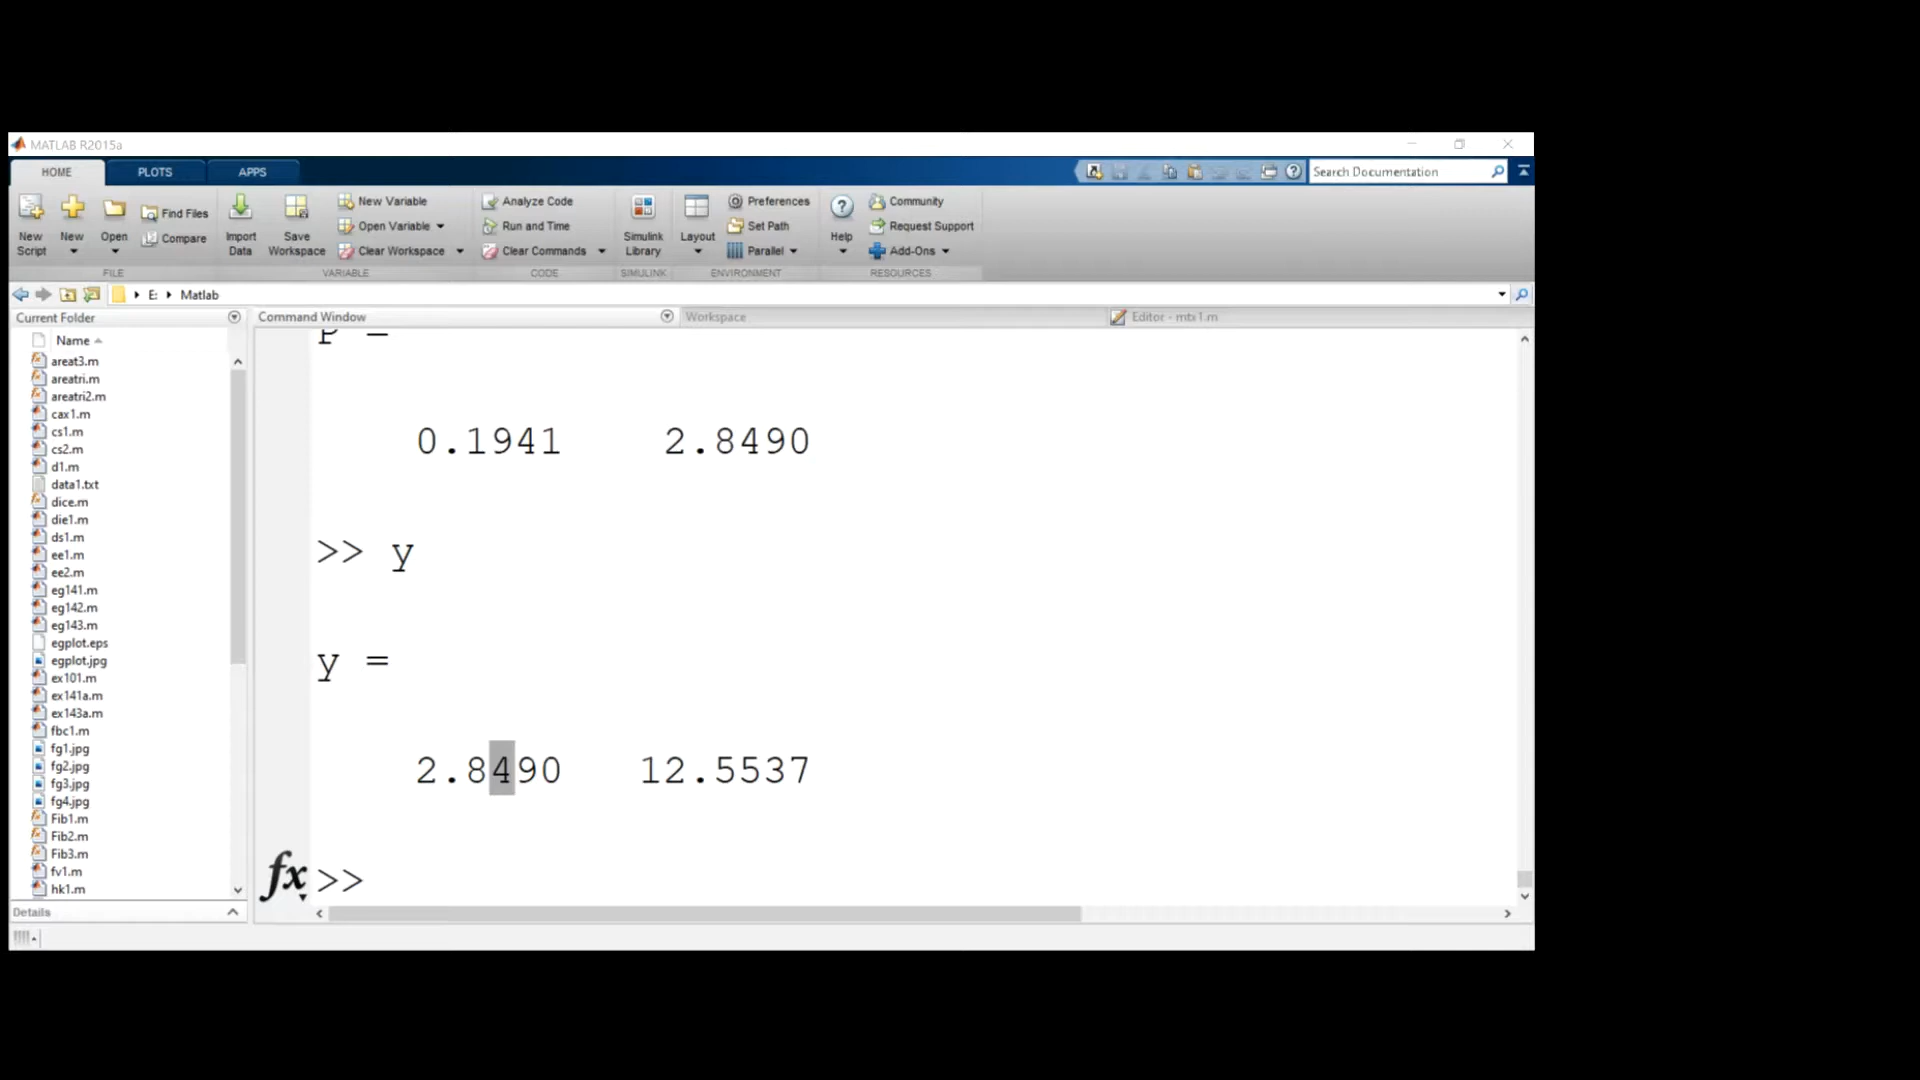 MATLAB R2015a
HOME PLOTS APPS
Search Documentation
New Script
New
Open
Find Files
Compare
Import Data
Save Workspace
New Variable
Open Variable
Clear Workspace
Analyze Code
Run and Time
Clear Commands
Simulink Library
Layout
Preferences
Set Path
Parallel
Help
Community
Request Support
Add-Ons
FILE VARIABLE CODE SIMULINK ENVIRONMENT RESOURCES
E: Matlab
Current Folder
Name
areat3.m
areatri.m
areatri2.m
cax1.m
cs1.m
cs2.m
d1.m
data1.txt
dice.m
die1.m
ds1.m
ee1.m
ee2.m
eg141.m
eg142.m
eg143.m
egplot.eps
egplot.jpg
ex101.m
ex141a.m
ex143a.m
fbc1.m
fg1.jpg
fg2.jpg
fg3.jpg
fg4.jpg
Fib1.m
Fib2.m
Fib3.m
fv1.m
hk1.m
Details
Command Window
Workspace
Editor - mtx1.m
=
0.1941 2.8490
>> y
y =
2.8490 12.5537
fx >>